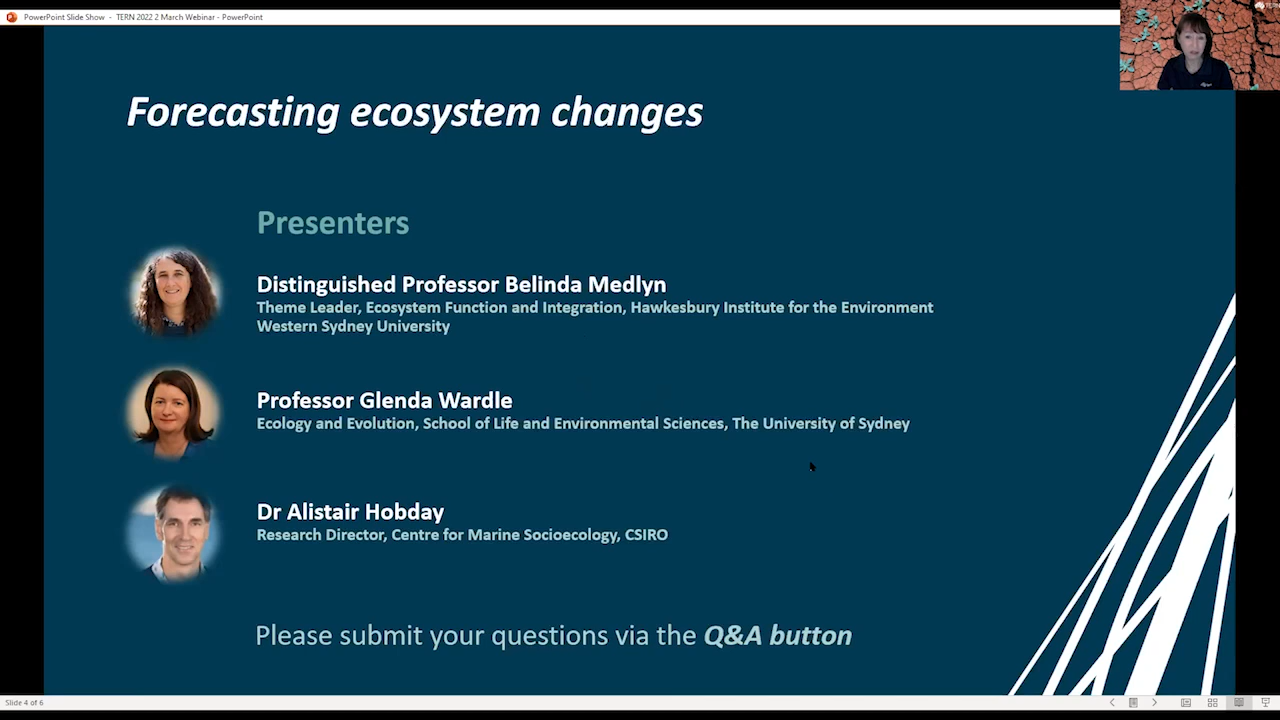 PowerPoint Slide Show - TERN 2022 2 March Webinar - PowerPoint
Forecasting ecosystem changes
Presenters
Distinguished Professor Belinda Medlyn
Theme Leader, Ecosystem Function and Integration, Hawkesbury Institute for the Environment
Western Sydney University
Professor Glenda Wardle
Ecology and Evolution, School of Life and Environmental Sciences, The University of Sydney
Dr Alistair Hobday
Research Director, Centre for Marine Socioecology, CSIRO
Please submit your questions via the Q&A button
Slide 4 of 6